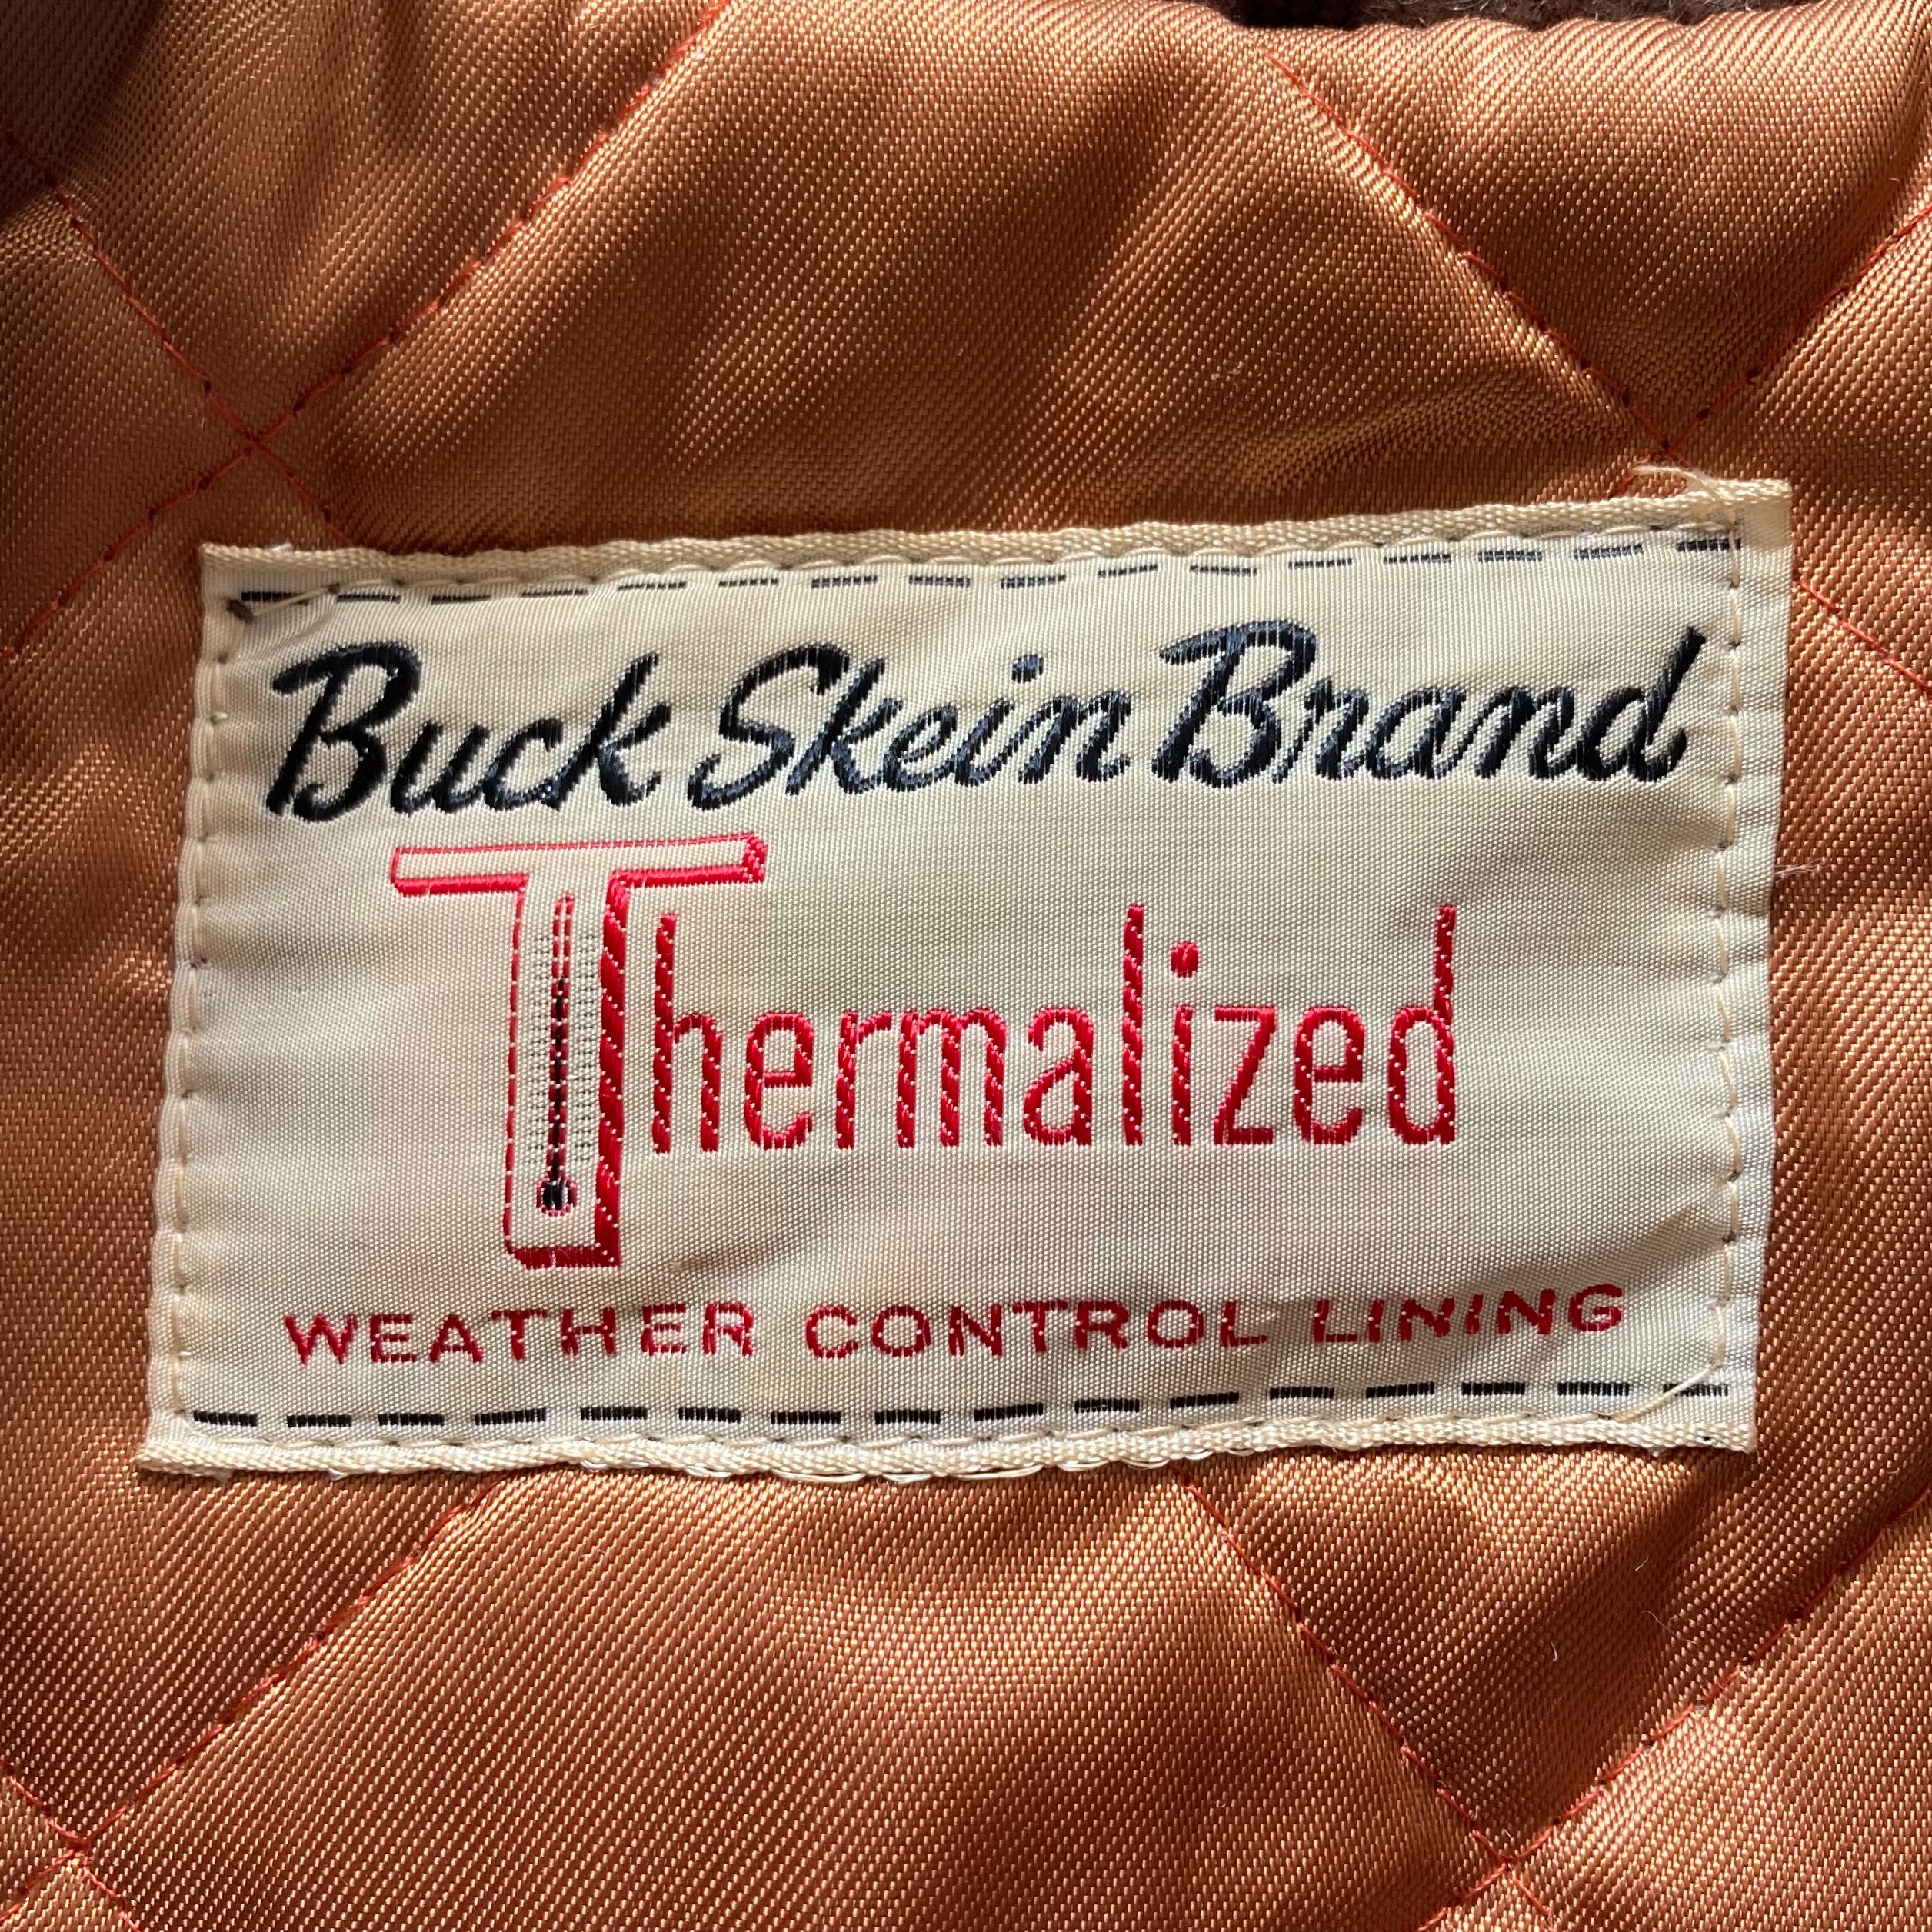 Buck Skein Brand
Thermalized
WEATHER CONTROL LINING